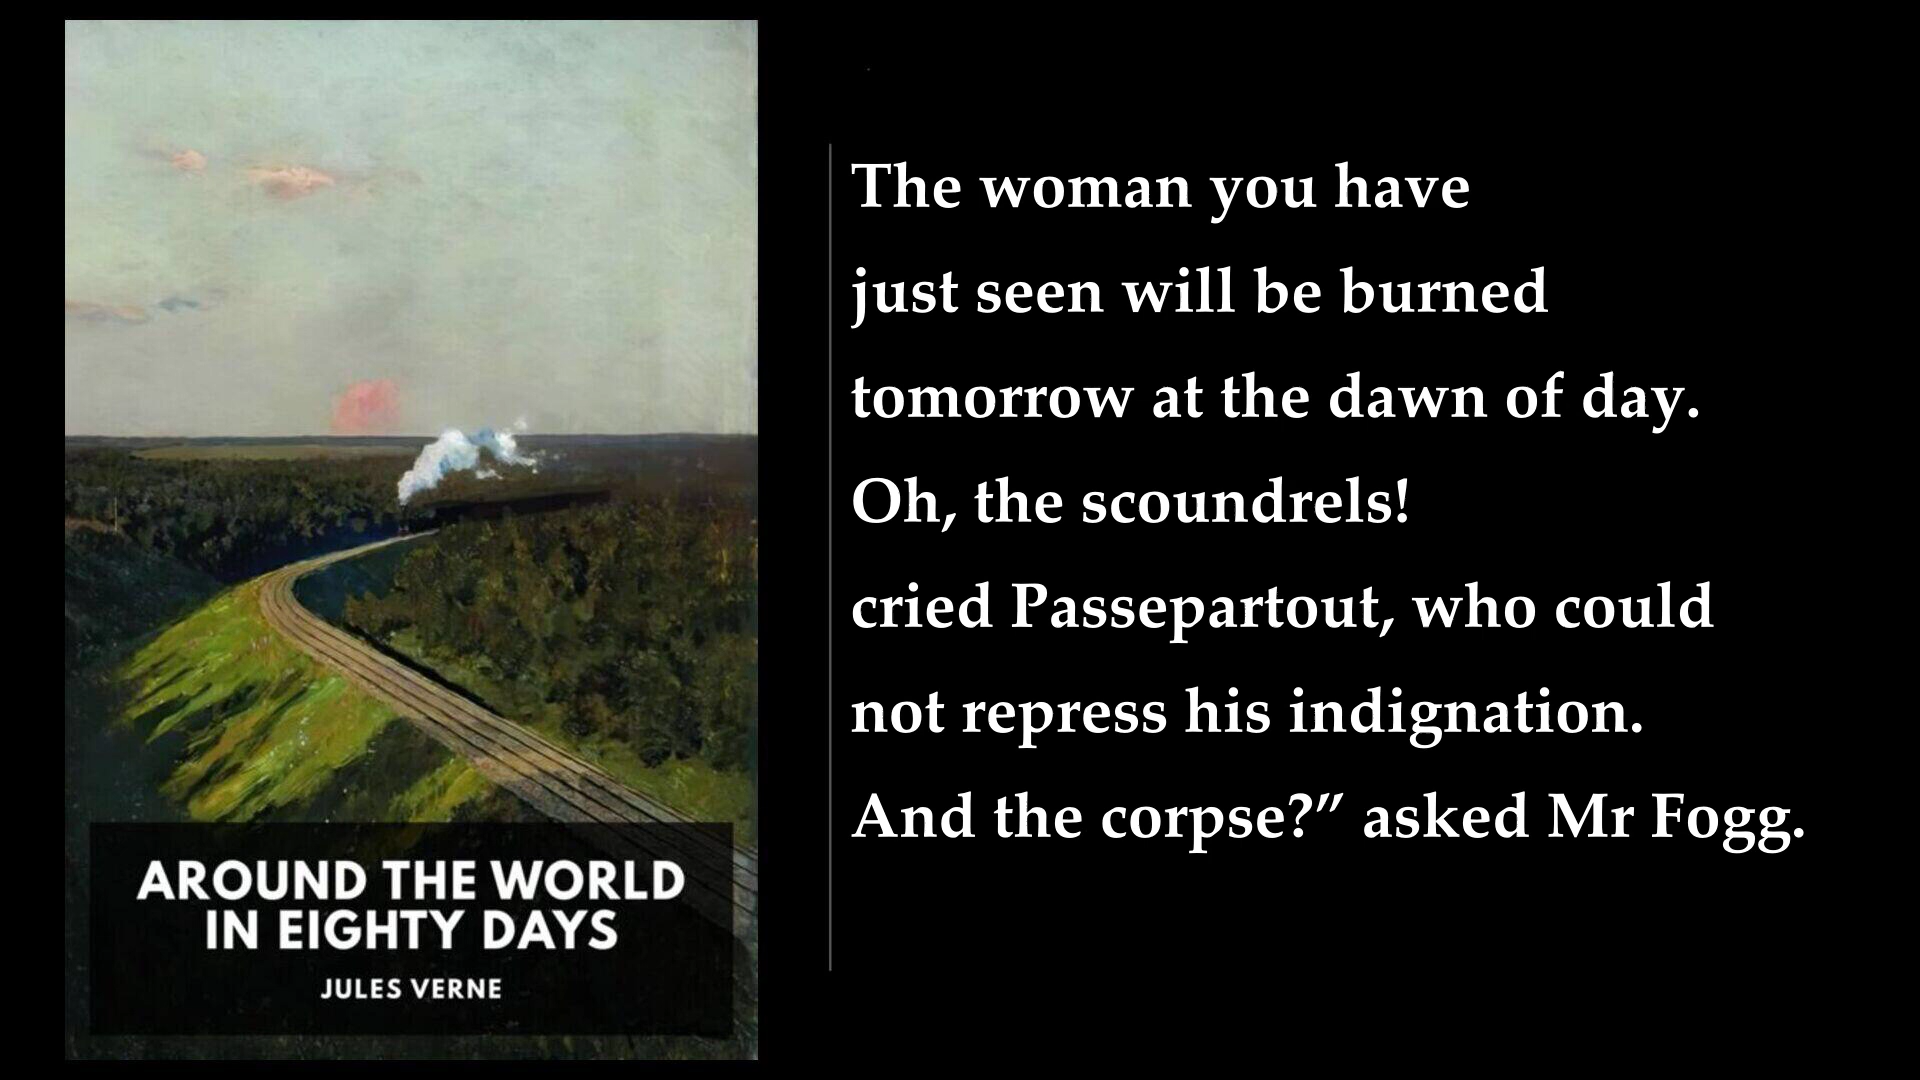 AROUND THE WORLD
IN EIGHTY DAYS
JULES VERNE
The woman you have
just seen will be burned
tomorrow at the dawn of day.
Oh, the scoundrels!
cried Passepartout, who could
not repress his indignation.
And the corpse?” asked Mr Fogg.